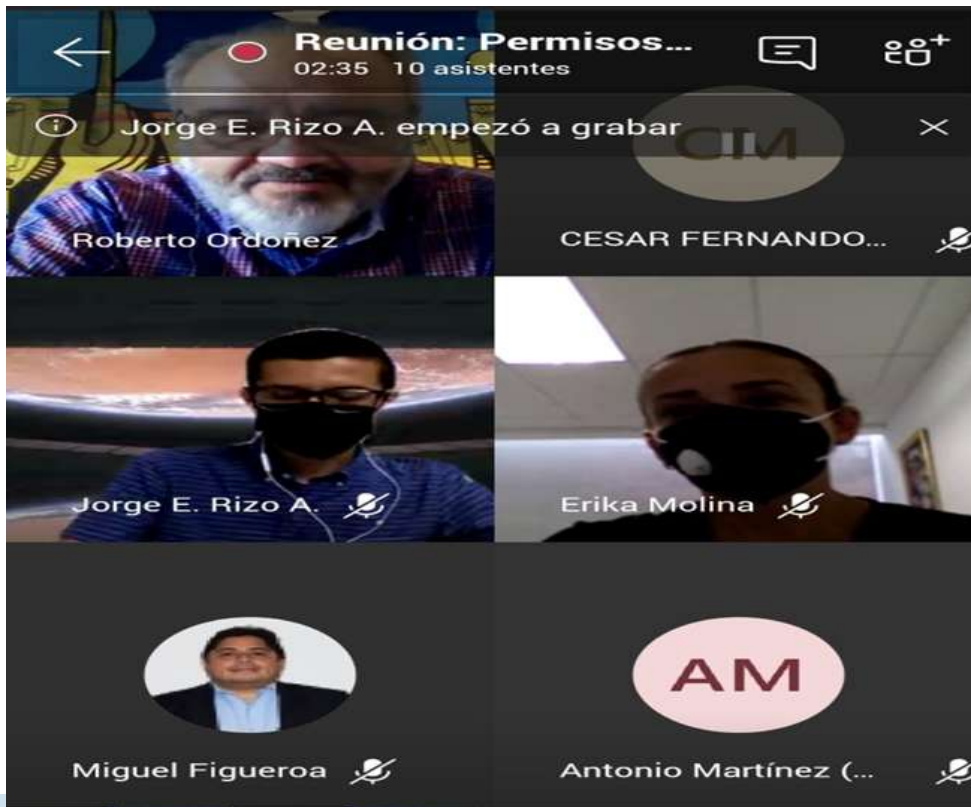 Reunión: Permisos...
02:35 10 asistentes
Jorge E. Rizo A. empezó a grabar
CM
Roberto Ordoñez
CESAR FERNANDO...
Jorge E. Rizo A.
Erika Molina
AM
Miguel Figueroa
Antonio Martínez (...